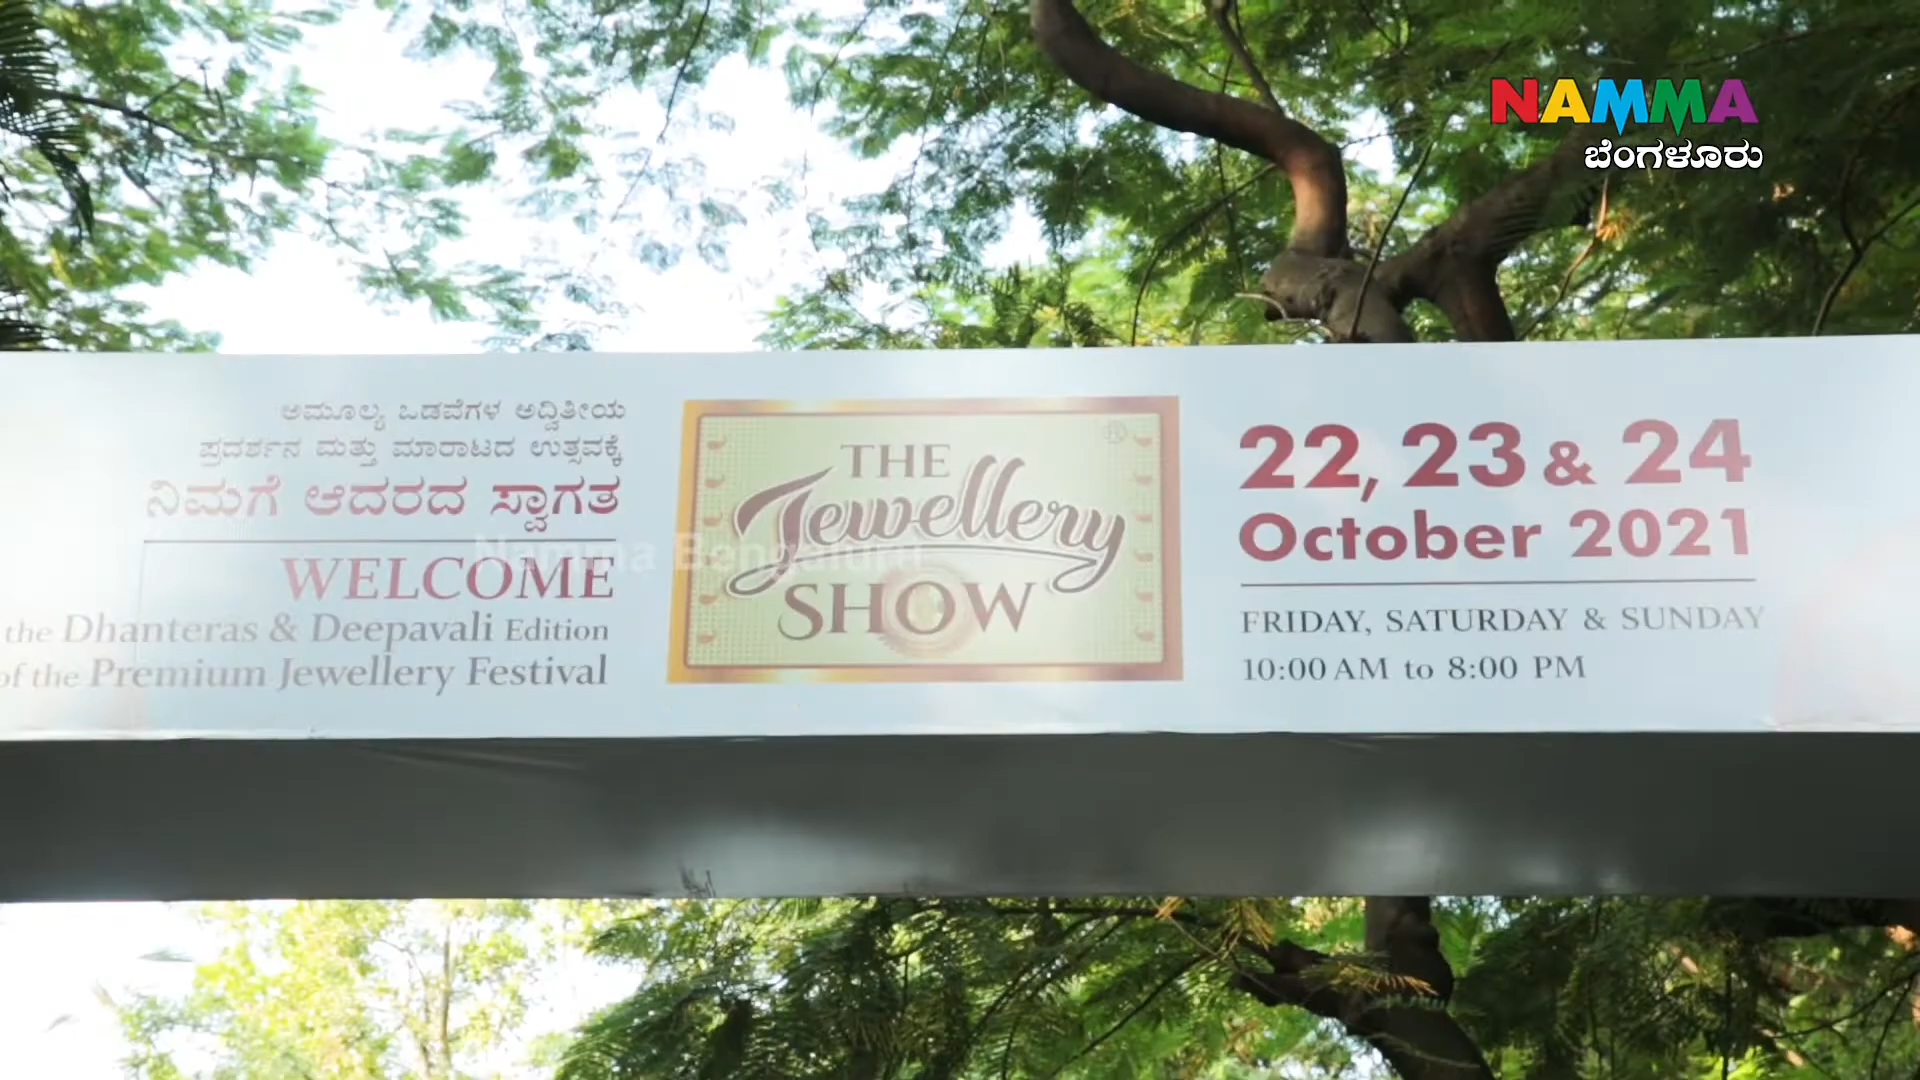 NAMMA
ಬೆಂಗಳೂರು
ಅಮೂಲ್ಯ ಒಡವೆಗಳ ಅದ್ವಿತೀಯ
ಪ್ರದರ್ಶನ ಮತ್ತು ಮಾರಾಟದ ಉತ್ಸವಕ್ಕೆ
ನಿಮಗೆ ಆದರದ ಸ್ವಾಗತ
WELCOME
the Dhanteras & Deepavali Edition
of the Premium Jewellery Festival
THE
Jewellery
SHOW
®
Namma Bengaluru
22, 23 & 24
October 2021
FRIDAY, SATURDAY & SUNDAY
10:00 AM to 8:00 PM